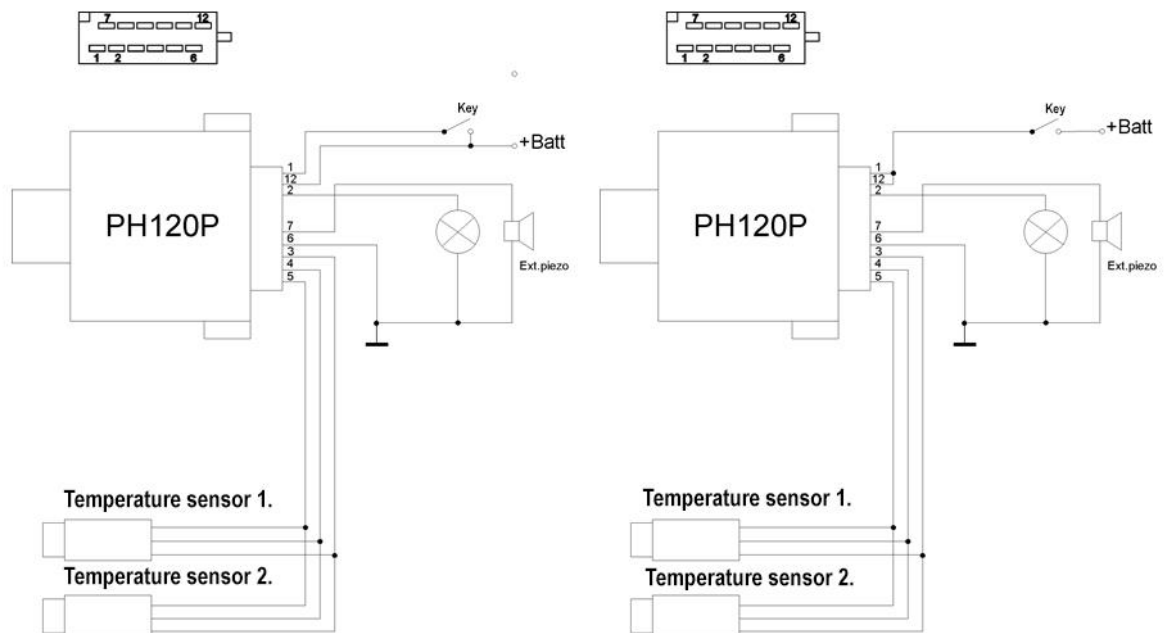 7 12
1 2 6
Key
+Batt
1
12
2
PH120P
7
6
3
4
5
Ext.piezo
Temperature sensor 1.
Temperature sensor 2.
7 12
1 2 6
Key
+Batt
1
12
2
PH120P
7
6
3
4
5
Ext.piezo
Temperature sensor 1.
Temperature sensor 2.